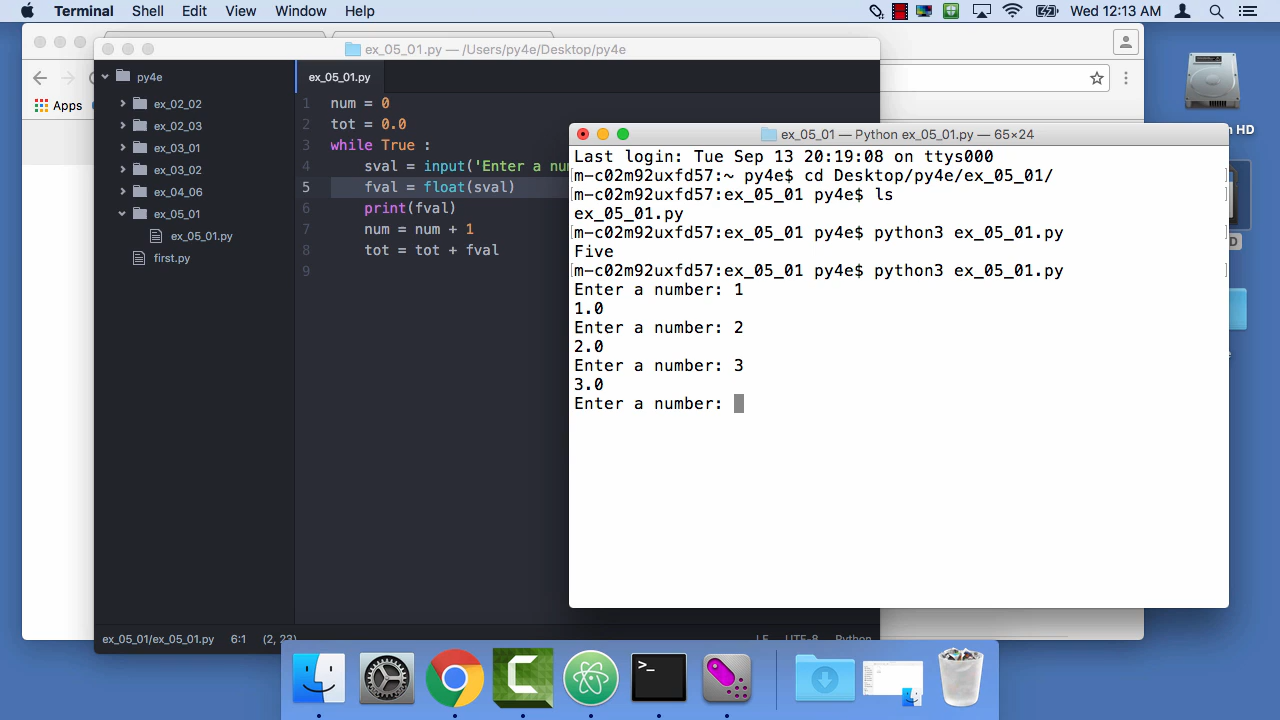 Terminal Shell Edit View Window Help Wed 12:13 AM
ex_05_01.py — /Users/py4e/Desktop/py4e
Apps
py4e
ex_02_02
ex_02_03
ex_03_01
ex_03_02
ex_04_06
ex_05_01
ex_05_01.py
first.py
ex_05_01.py
1 num = 0
2 tot = 0.0
3 while True :
4 sval = input('Enter a
5 fval = float(sval)
6 print(fval)
7 num = num + 1
8 tot = tot + fval
9
ex_05_01/ex_05_01.py 6:1 (2, 23) LF UTF-8 Python
ex_05_01 — Python ex_05_01.py — 65×24
Last login: Tue Sep 13 20:19:08 on ttys000
[m-c02m92uxfd57:~ py4e$ cd Desktop/py4e/ex_05_01/ ]
[m-c02m92uxfd57:ex_05_01 py4e$ ls ]
ex_05_01.py
[m-c02m92uxfd57:ex_05_01 py4e$ python3 ex_05_01.py ]
Five
[m-c02m92uxfd57:ex_05_01 py4e$ python3 ex_05_01.py ]
Enter a number: 1
1.0
Enter a number: 2
2.0
Enter a number: 3
3.0
Enter a number:
HD